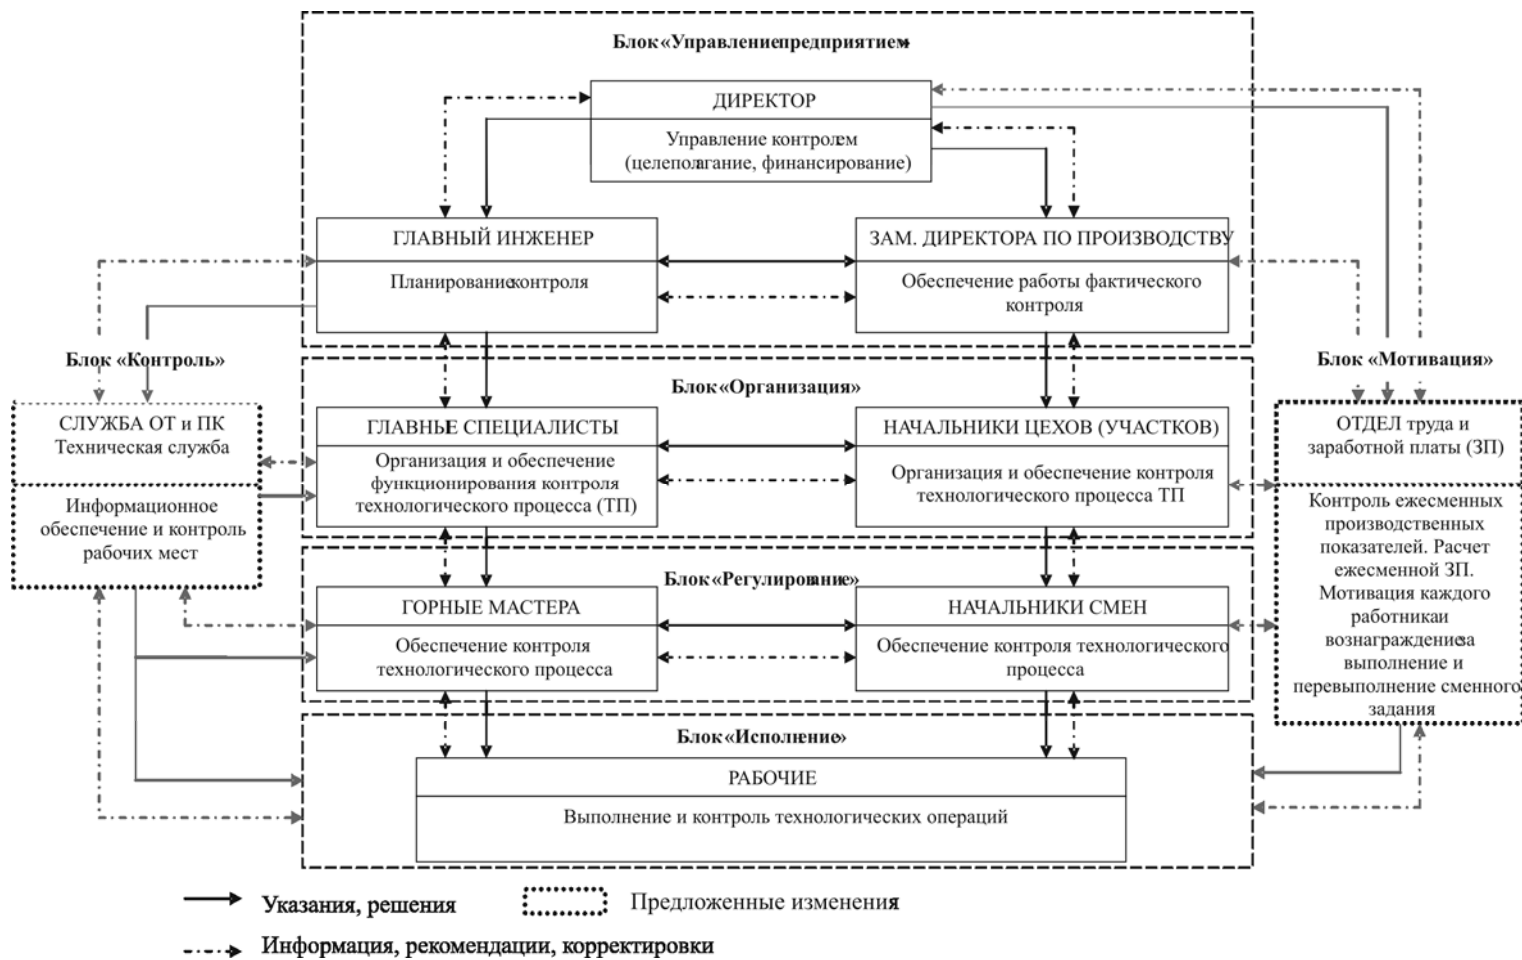 Блок «Управление предприятием»
ДИРЕКТОР
Управление контролем
(целеполагание, финансирование)
ГЛАВНЫЙ ИНЖЕНЕР
Планирование контроля
ЗАМ. ДИРЕКТОРА ПО ПРОИЗВОДСТВУ
Обеспечение работы фактического
контроля
Блок «Контроль»
СЛУЖБА ОТ и ПК
Техническая служба
Информационное
обеспечение и контроль
рабочих мест
Блок «Организация»
ГЛАВНЫЕ СПЕЦИАЛИСТЫ
Организация и обеспечение
функционирования контроля
технологического процесса (ТП)
НАЧАЛЬНИКИ ЦЕХОВ (УЧАСТКОВ)
Организация и обеспечение контроля
технологического процесса ТП
Блок «Мотивация»
ОТДЕЛ труда и
заработной платы (ЗП)
Контроль ежесменных
производственных
показателей. Расчет
ежесменной ЗП.
Мотивация каждого
работника и
вознаграждение за
выполнение и
перевыполнение сменного
задания
Блок «Регулирование»
ГОРНЫЕ МАСТЕРА
Обеспечение контроля
технологического процесса
НАЧАЛЬНИКИ СМЕН
Обеспечение контроля технологического
процесса
Блок «Исполнение»
РАБОЧИЕ
Выполнение и контроль технологических операций
Указания, решения
Предложенные изменения
Информация, рекомендации, корректировки